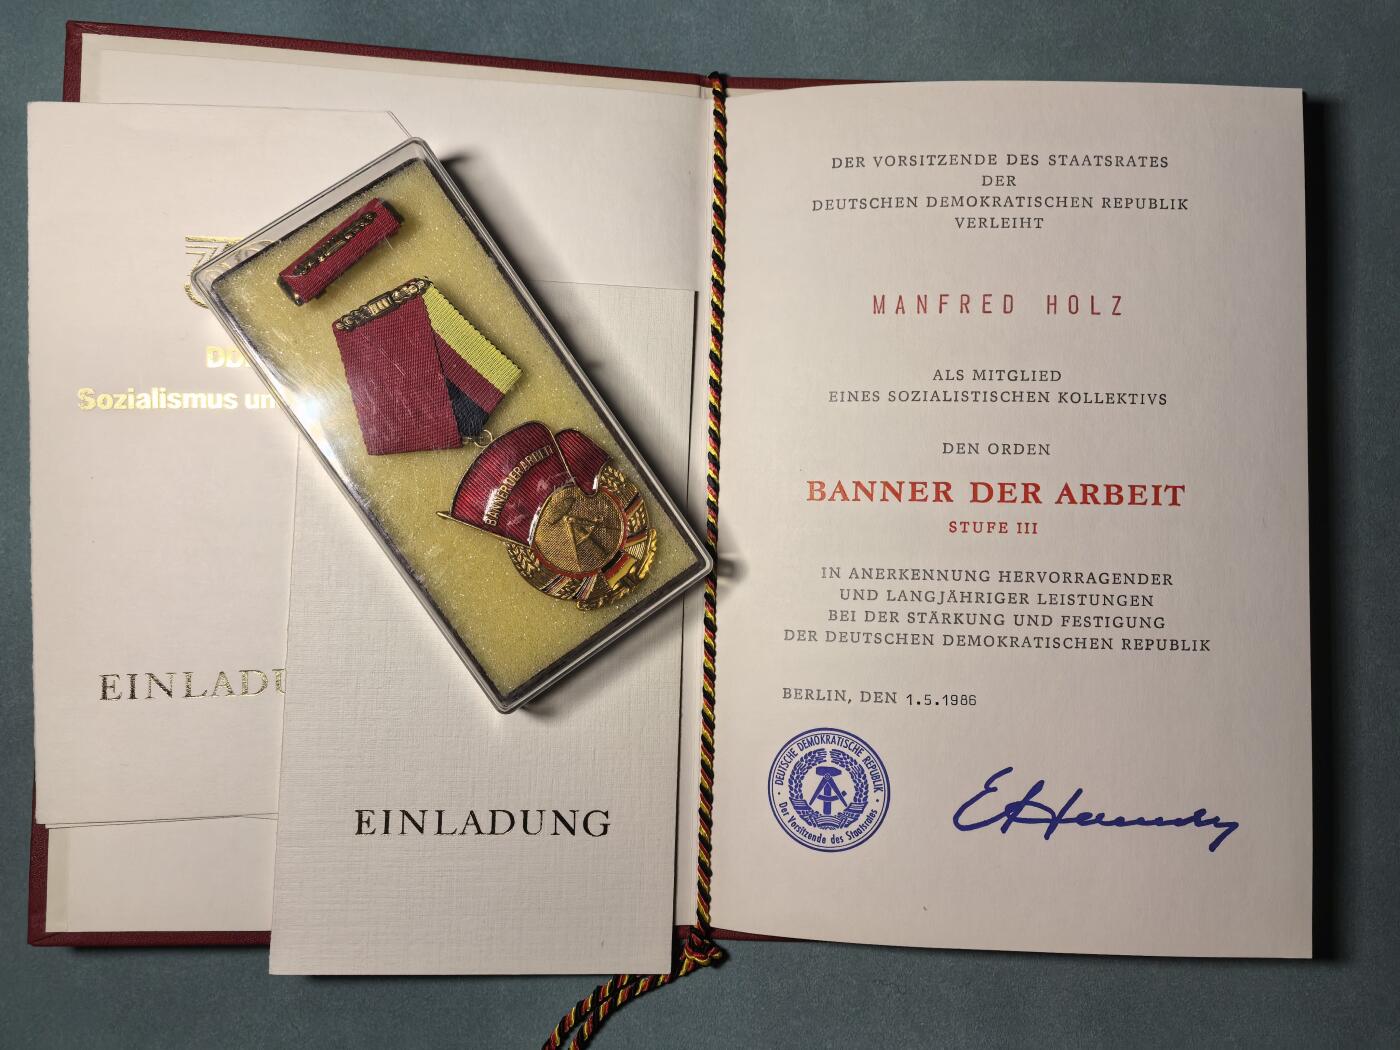 DDR
Sozialismus un
EINLADU
EINLADUNG
BANNER DER ARBEIT
DER VORSITZENDE DES STAATSRATES
DER
DEUTSCHEN DEMOKRATISCHEN REPUBLIK
VERLEIHT
MANFRED HOLZ
ALS MITGLIED
EINES SOZIALISTISCHEN KOLLEKTIVS
DEN ORDEN
BANNER DER ARBEIT
STUFE III
IN ANERKENNUNG HERVORRAGENDER
UND LANGJÄHRIGER LEISTUNGEN
BEI DER STÄRKUNG UND FESTIGUNG
DER DEUTSCHEN DEMOKRATISCHEN REPUBLIK
BERLIN, DEN 1.5.1986
DEUTSCHE DEMOKRATISCHE REPUBLIK
Der Vorsitzende des Staatsrates